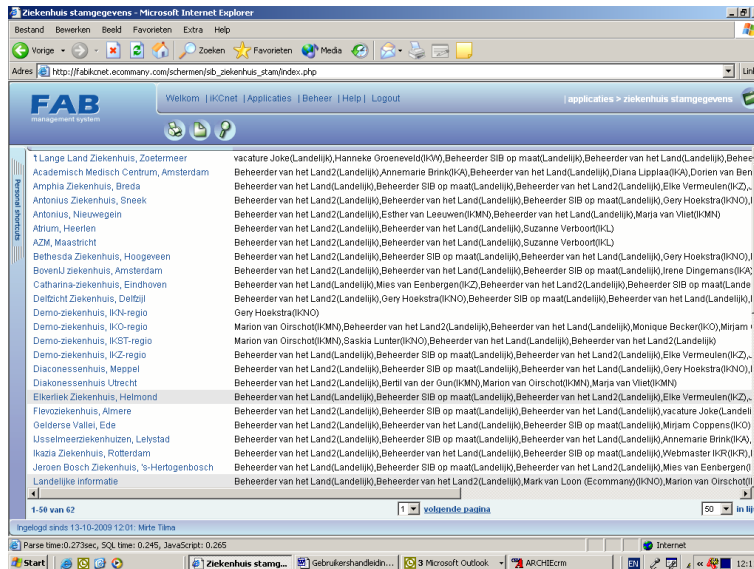 Ziekenhuis stamgegevens - Microsoft Internet Explorer
Bestand Bewerken Beeld Favorieten Extra Help
Vorige Zoeken Favorieten Media
Adres http://fabikcnet.ecommany.com/schermen/sib_ziekenhuis_stam/index.php
FAB
management system
Welkom | iKCnet | Applicaties | Beheer | Help | Logout
| applicaties > ziekenhuis stamgegevens
Personal shortcuts
't Lange Land Ziekenhuis, Zoetermeer vacature Joke(Landelijk),Hanneke Groeneveld(IKW),Beheerder SIB op maat(Landelijk),Beheerder van het Land(Landelijk),Behee
Academisch Medisch Centrum, Amsterdam Beheerder van het Land2(Landelijk),Annemarie Brink(IKA),Beheerder van het Land(Landelijk),Diana Lipplaa(IKA),Dorien van Ben
Amphia Ziekenhuis, Breda Beheerder van het Land(Landelijk),Beheerder SIB op maat(Landelijk),Beheerder van het Land2(Landelijk),Elke Vermeulen(IKZ),
Antonius Ziekenhuis, Sneek Beheerder van het Land2(Landelijk),Beheerder van het Land(Landelijk),Beheerder SIB op maat(Landelijk),Gery Hoekstra(IKNO),
Antonius, Nieuwegein Beheerder van het Land2(Landelijk),Esther van Leeuwen(IKMN),Beheerder van het Land(Landelijk),Marja van Vliet(IKMN)
Atrium, Heerlen Beheerder van het Land(Landelijk),Beheerder van het Land2(Landelijk),Suzanne Verboort(IKL)
AZM, Maastricht Beheerder van het Land(Landelijk),Beheerder van het Land2(Landelijk),Suzanne Verboort(IKL)
Bethesda Ziekenhuis, Hoogeveen Beheerder van het Land(Landelijk),Beheerder SIB op maat(Landelijk),Beheerder van het Land2(Landelijk),Gery Hoekstra(IKNO),
BovenIJ ziekenhuis, Amsterdam Beheerder van het Land2(Landelijk),Beheerder van het Land(Landelijk),Beheerder SIB op maat(Landelijk),Irene Dingemans(IKA
Catharina-ziekenhuis, Eindhoven Beheerder van het Land2(Landelijk),Mies van Eenbergen(IKZ),Beheerder van het Land(Landelijk),Beheerder SIB op maat(Lande
Delfzicht Ziekenhuis, Delfzijl Beheerder van het Land2(Landelijk),Gery Hoekstra(IKNO),Beheerder SIB op maat(Landelijk),Beheerder van het Land(Landelijk),
Demo-ziekenhuis, IKN-regio Gery Hoekstra(IKNO)
Demo-ziekenhuis, IKO-regio Marion van Oirschot(IKMN),Beheerder van het Land2(Landelijk),Beheerder van het Land(Landelijk),Monique Becker(IKO),Mirjam
Demo-ziekenhuis, IKST-regio Marion van Oirschot(IKMN),Saskia Lunter(IKNO),Beheerder van het Land(Landelijk),Beheerder van het Land2(Landelijk)
Demo-ziekenhuis, IKZ-regio Beheerder van het Land(Landelijk),Beheerder SIB op maat(Landelijk),Beheerder van het Land2(Landelijk),Elke Vermeulen(IKZ),
Diaconessenhuis, Meppel Beheerder van het Land(Landelijk),Beheerder SIB op maat(Landelijk),Beheerder van het Land2(Landelijk),Gery Hoekstra(IKNO),
Diakonessenhuis Utrecht Beheerder van het Land2(Landelijk),Bertil van der Gun(IKMN),Marion van Oirschot(IKMN),Marja van Vliet(IKMN)
Elkerliek Ziekenhuis, Helmond Beheerder van het Land(Landelijk),Beheerder SIB op maat(Landelijk),Beheerder van het Land2(Landelijk),Elke Vermeulen(IKZ),
Flevoziekenhuis, Almere Beheerder van het Land2(Landelijk),Beheerder SIB op maat(Landelijk),Beheerder van het Land(Landelijk),vacature Joke(Landeli
Gelderse Vallei, Ede Beheerder van het Land(Landelijk),Beheerder SIB op maat(Landelijk),Beheerder van het Land2(Landelijk),Mirjam Coppens(IKO)
IJsselmeerziekenhuizen, Lelystad Beheerder van het Land(Landelijk),Beheerder SIB op maat(Landelijk),Beheerder van het Land2(Landelijk),Annemarie Brink(IKA),
Ikazia Ziekenhuis, Rotterdam Beheerder van het Land2(Landelijk),Beheerder van het Land(Landelijk),Beheerder SIB op maat(Landelijk),Webmaster IKR(IKR),
Jeroen Bosch Ziekenhuis, 's-Hertogenbosch Beheerder van het Land(Landelijk),Beheerder SIB op maat(Landelijk),Beheerder van het Land2(Landelijk),Mies van Eenbergen(I
Landelijke informatie Beheerder van het Land(Landelijk),Beheerder van het Land2(Landelijk),Mark van Loon (Ecommany)(IKNO),Marion van Oirschot(
1-50 van 62 1 volgende pagina 50 in lij
Ingelogd sinds 13-10-2009 12:01: Mirte Tilma
Parse time:0.273sec, SQL time: 0.245, JavaScript: 0.265 Internet
Start Ziekenhuis stamg... Gebruikershandleidin... 3 Microsoft Outlook ARCHIEcrm EN